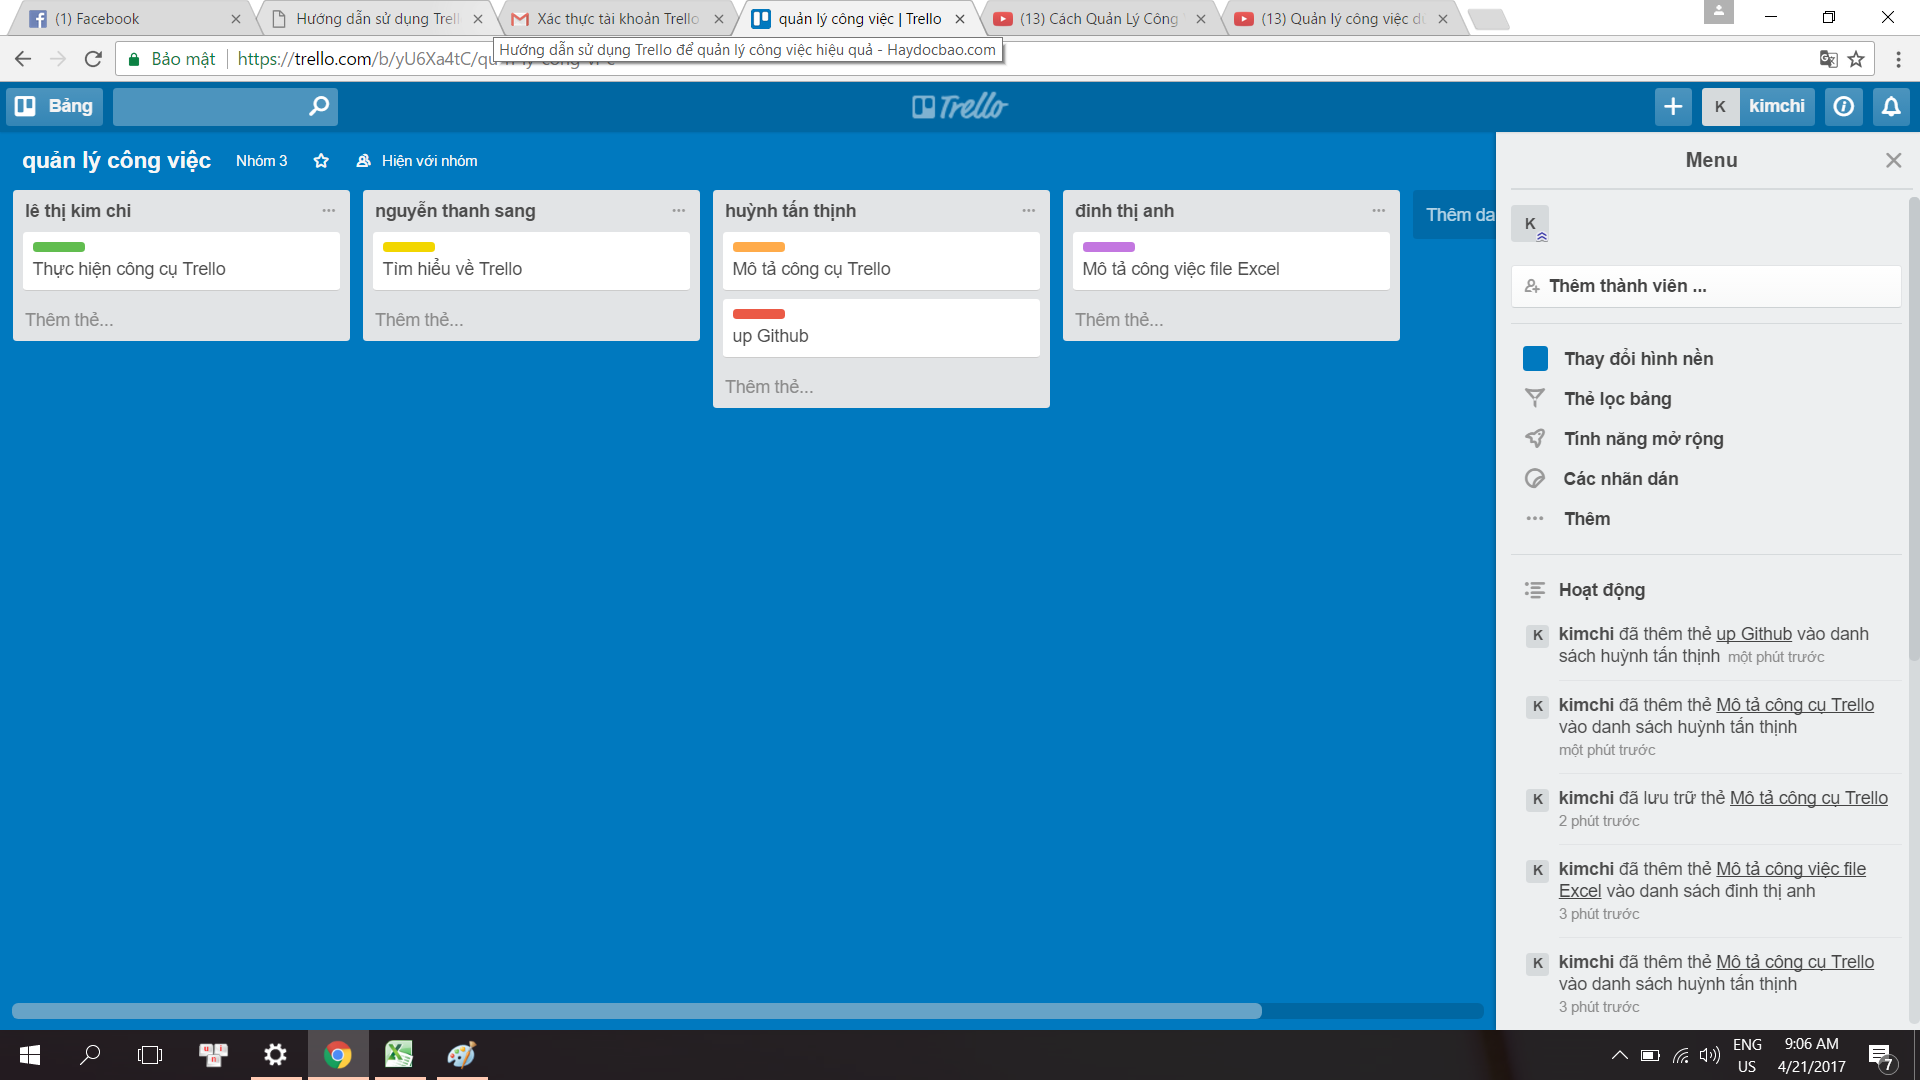 (1) Facebook
Hướng dẫn sử dụng Trell
Xác thực tài khoản Trello
quản lý công việc | Trello
(13) Cách Quản Lý Công
(13) Quản lý công việc dư
Hướng dẫn sử dụng Trello để quản lý công việc hiệu quả - Haydocbao.com
Bảo mật
https://trello.com/b/yU6Xa4tC/qu
Bảng
Trello
K
kimchi
quản lý công việc
Nhóm 3
Hiện với nhóm
lê thị kim chi
Thực hiện công cụ Trello
Thêm thẻ...
nguyễn thanh sang
Tìm hiểu về Trello
Thêm thẻ...
huỳnh tấn thịnh
Mô tả công cụ Trello
up Github
Thêm thẻ...
đinh thị anh
Mô tả công việc file Excel
Thêm thẻ...
Thêm da
Menu
K
Thêm thành viên ...
Thay đổi hình nền
Thẻ lọc bảng
Tính năng mở rộng
Các nhãn dán
Thêm
Hoạt động
K
kimchi đã thêm thẻ up Github vào danh
sách huỳnh tấn thịnh một phút trước
K
kimchi đã thêm thẻ Mô tả công cụ Trello
vào danh sách huỳnh tấn thịnh
một phút trước
K
kimchi đã lưu trữ thẻ Mô tả công cụ Trello
2 phút trước
K
kimchi đã thêm thẻ Mô tả công việc file
Excel vào danh sách đinh thị anh
3 phút trước
K
kimchi đã thêm thẻ Mô tả công cụ Trello
vào danh sách huỳnh tấn thịnh
3 phút trước
ENG
US
9:06 AM
4/21/2017
7